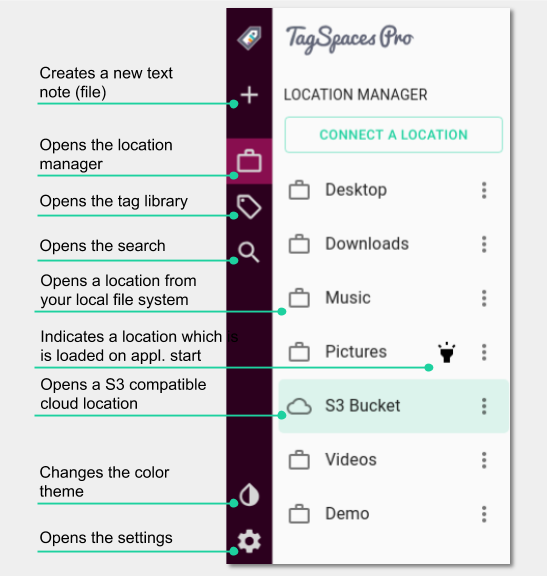 TagSpaces Pro
Creates a new text
note (file)
LOCATION MANAGER
CONNECT A LOCATION
Opens the location
manager
Desktop
Opens the tag library
Opens the search
Downloads
Opens a location from
your local file system
Music
Indicates a location which is
is loaded on appl. start
Pictures
Opens a S3 compatible
cloud location
S3 Bucket
Videos
Changes the color
theme
Demo
Opens the settings